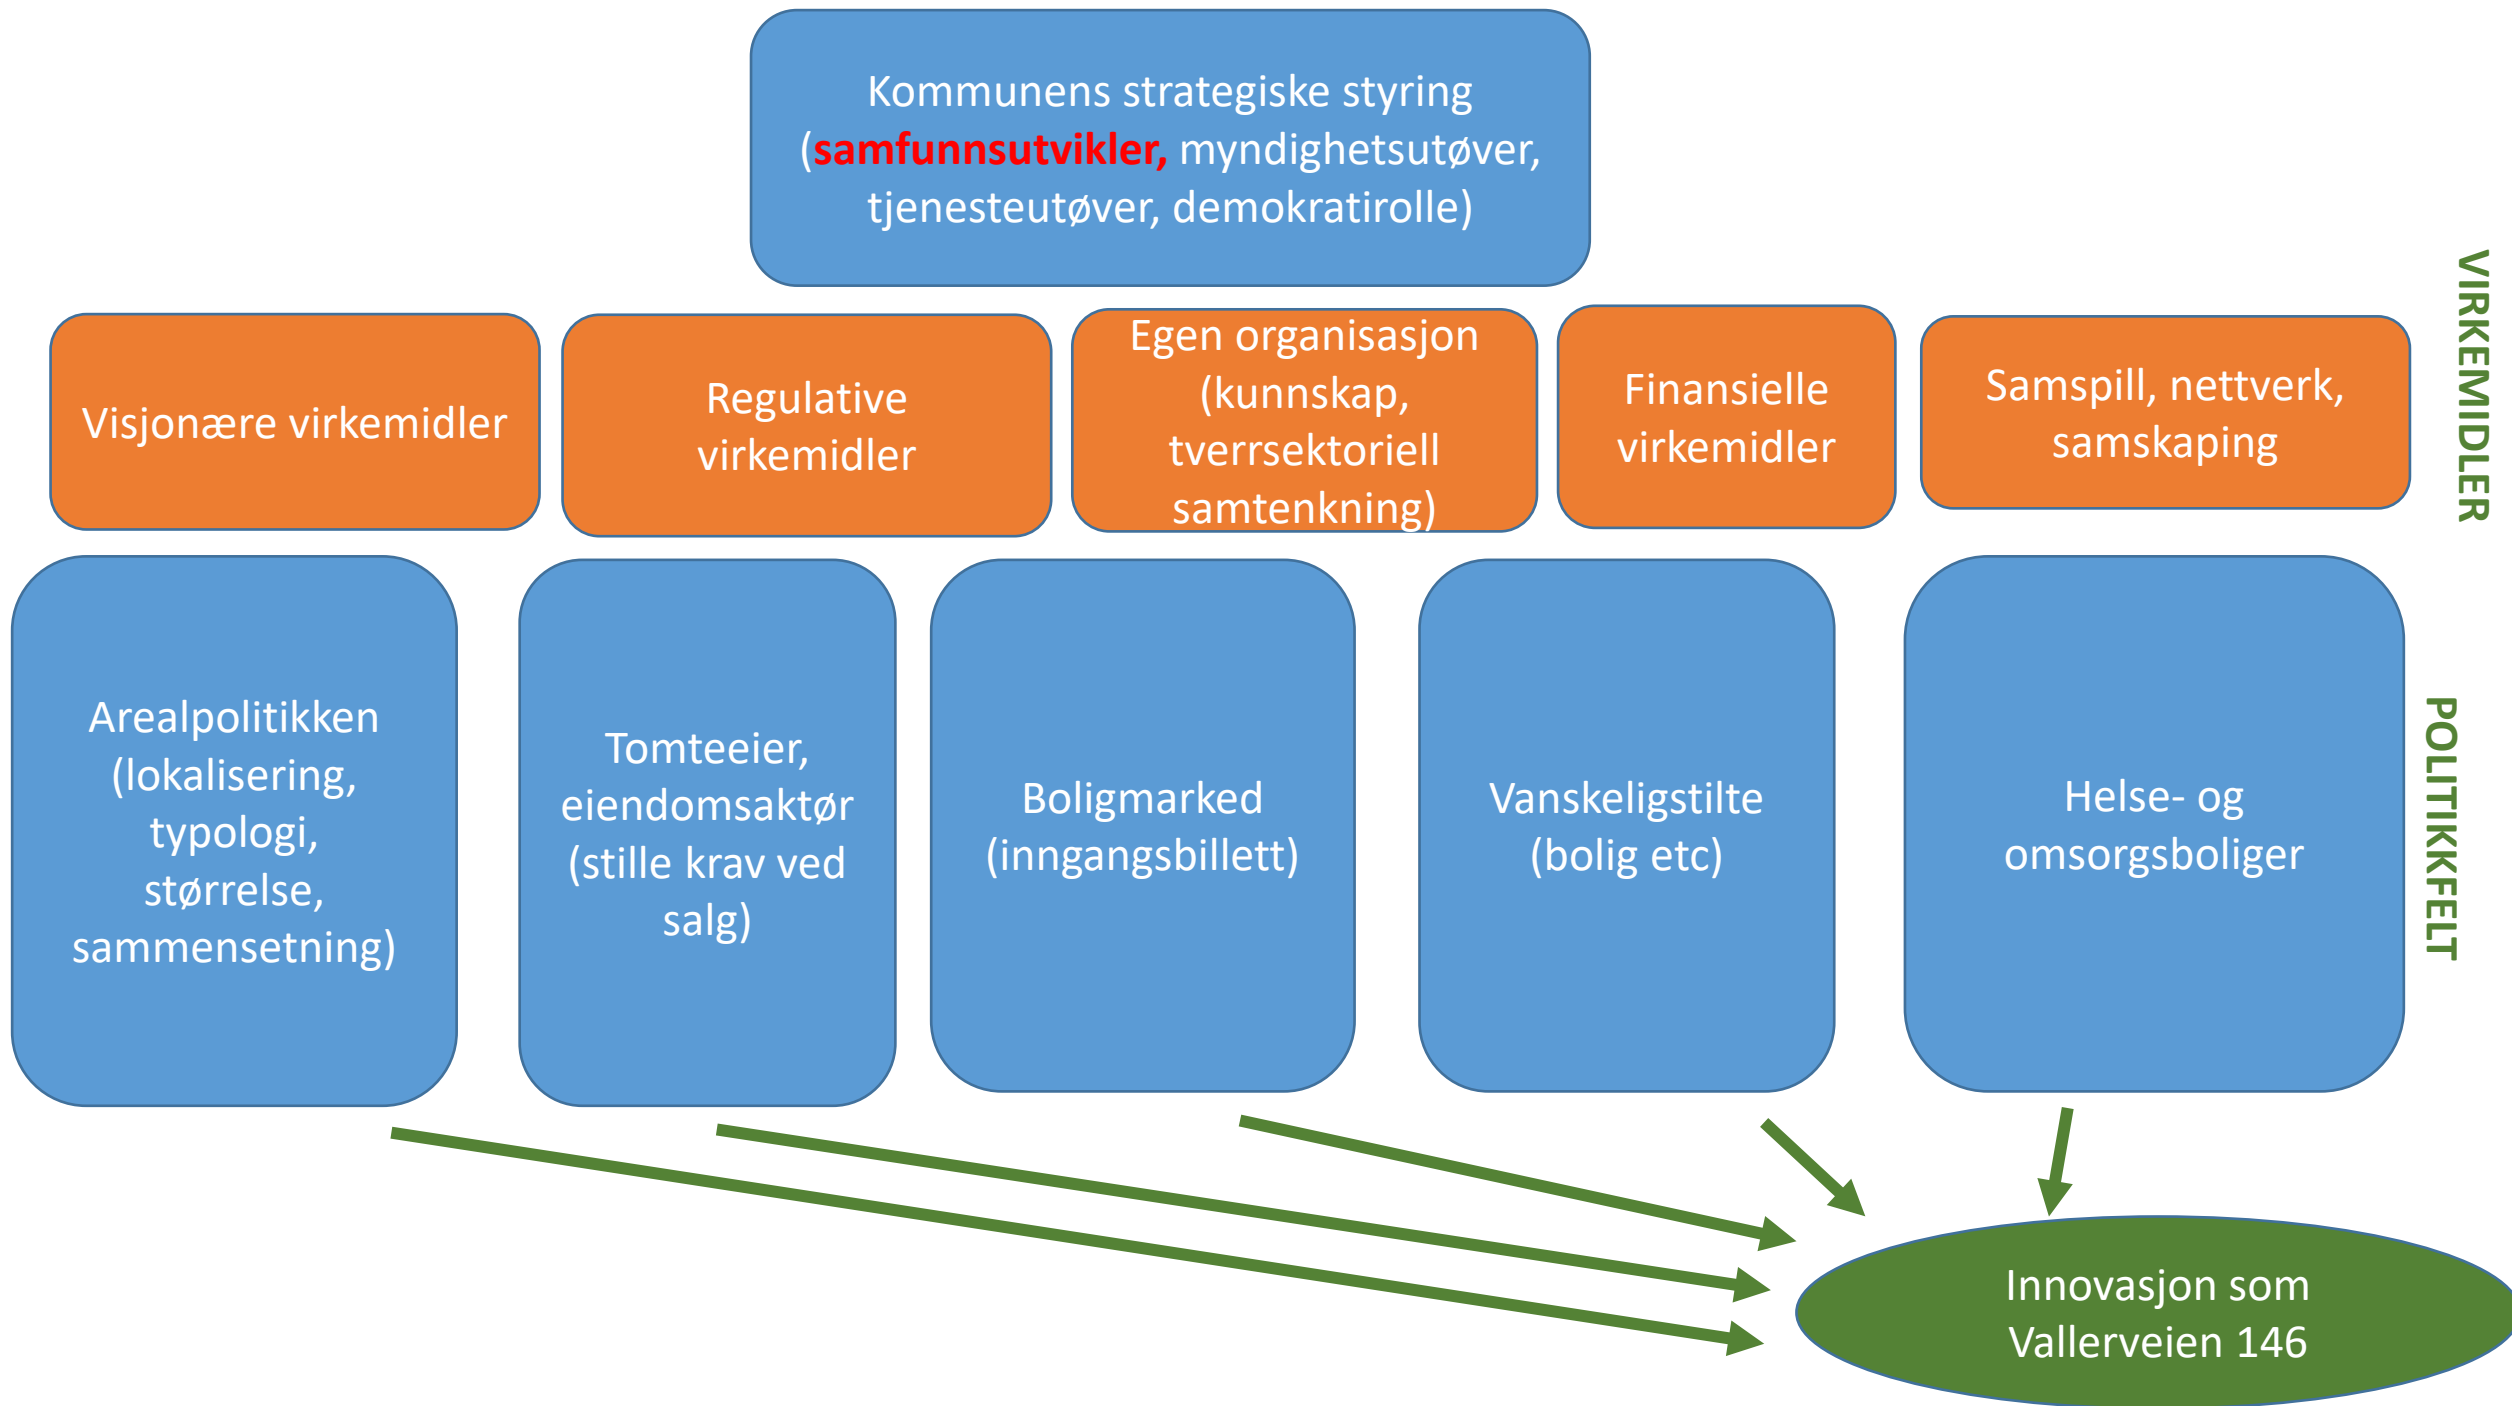 Kommunens strategiske styring
(samfunnsutvikler, myndighetsutøver,
tjenesteutøver, demokratirolle)
VIRKEMIDLER
Visjonære virkemidler
Regulative
virkemidler
Egen organisasjon
(kunnskap,
tverrsektoriell
samtenkning)
Finansielle
virkemidler
Samspill, nettverk,
samskaping
POLITIKKFELT
Arealpolitikken
(lokalisering,
typologi,
størrelse,
sammensetning)
Tomteeier,
eiendomsaktør
(stille krav ved
salg)
Boligmarked
(inngangsbillett)
Vanskeligstilte
(bolig etc)
Helse- og
omsorgsboliger
Innovasjon som
Vallerveien 146